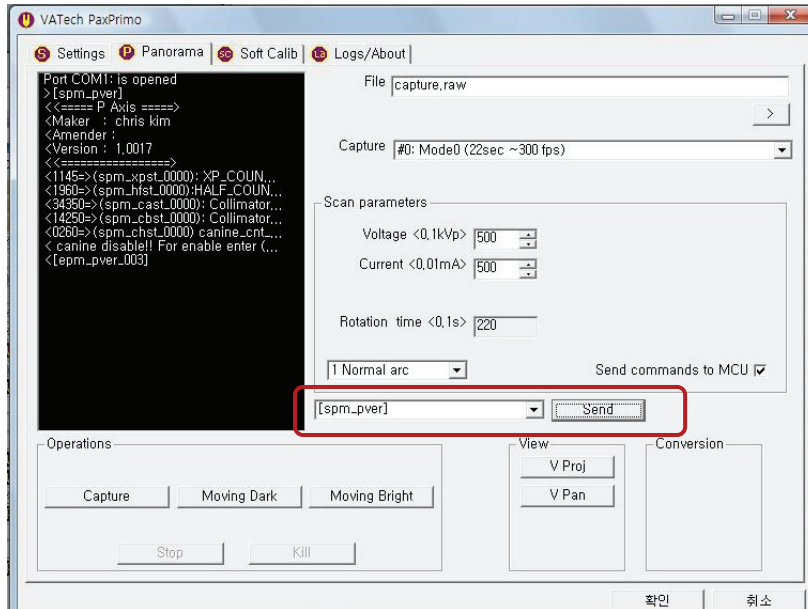 VATech PaxPrimo
S Settings P Panorama SC Soft Calib La Logs/About
Port COM1: is opened
>[spm_pver]
<<===== P Axis =====>
<Maker : chris kim
<Amender :
<Version : 1,0017
<<=================>
<1145=>(spm_xpst_0000): XP_COUN...
<1960=>(spm_hfst_0000):HALF_COUN...
<34350=>(spm_cast_0000): Collimator...
<14250=>(spm_cbst_0000): Collimator...
<0260=>(spm_chst_0000) canine_cnt_...
< canine disable!! For enable enter (...
<[epm_pver_003]
File capture,raw
>
Capture #0: Mode0 (22sec ~300 fps)
Scan parameters
Voltage <0,1kVp> 500
Current <0,01mA> 500
Rotation time <0,1s> 220
1 Normal arc Send commands to MCU
[spm_pver] Send
Operations
Capture Moving Dark Moving Bright
Stop Kill
View
V Proj
V Pan
Conversion
확인 취소